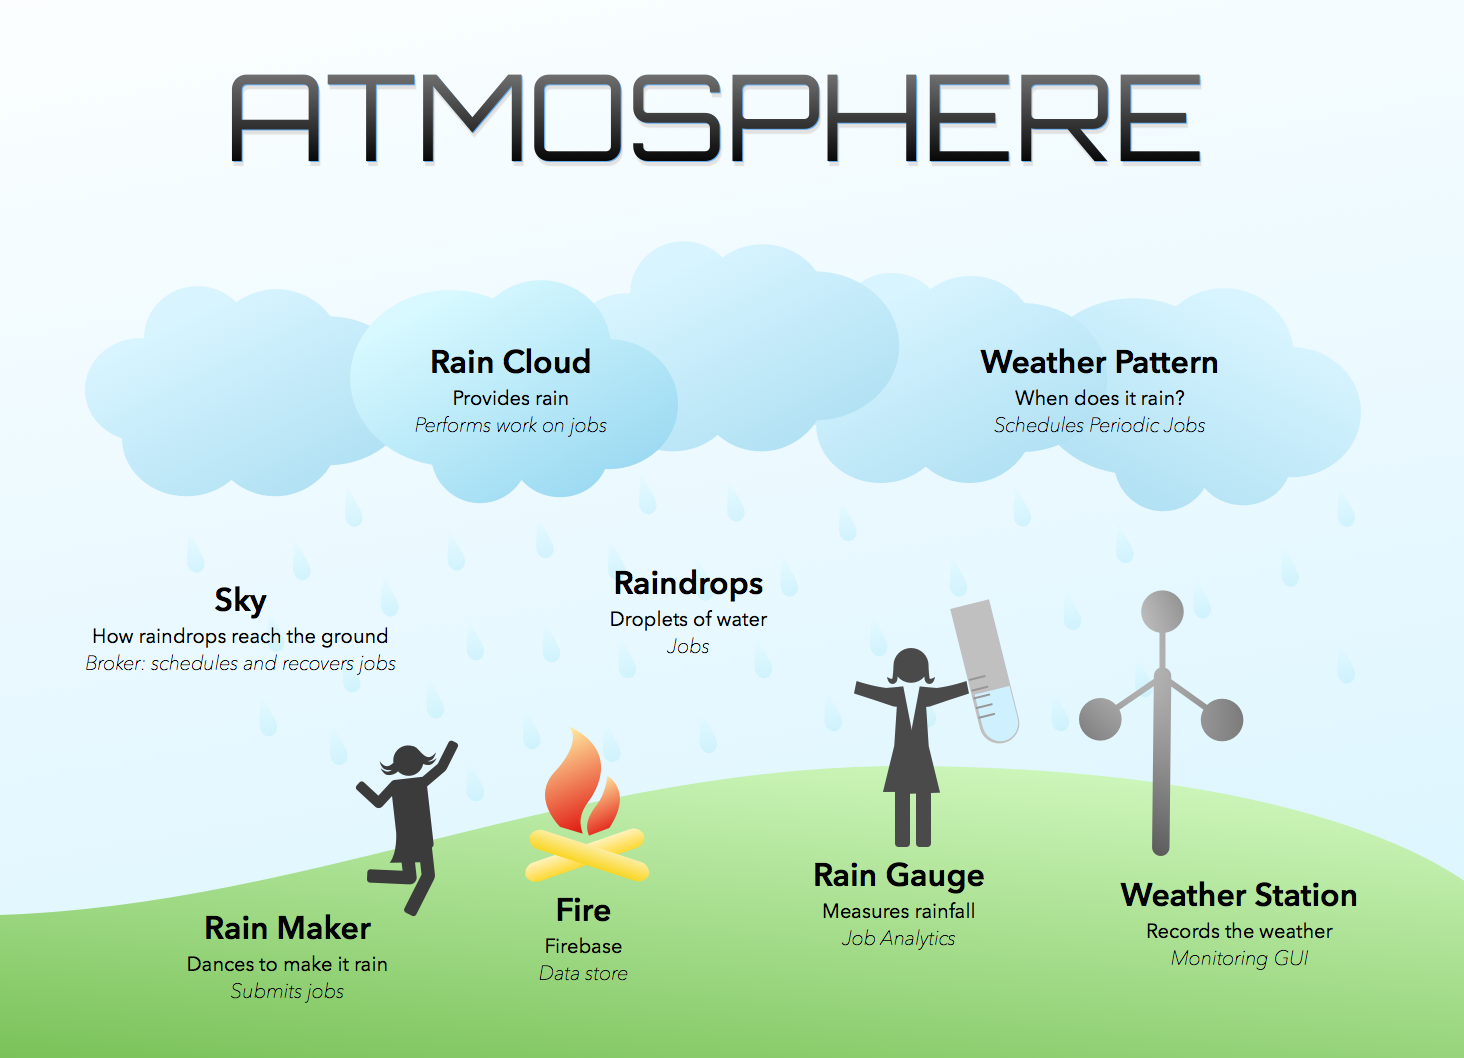 ATMOSPHERE
Rain Cloud
Provides rain
Performs work on jobs
Weather Pattern
When does it rain?
Schedules Periodic Jobs
Sky
How raindrops reach the ground
Broker: schedules and recovers jobs
Raindrops
Droplets of water
Jobs
Rain Maker
Dances to make it rain
Submits jobs
Fire
Firebase
Data store
Rain Gauge
Measures rainfall
Job Analytics
Weather Station
Records the weather
Monitoring GUI